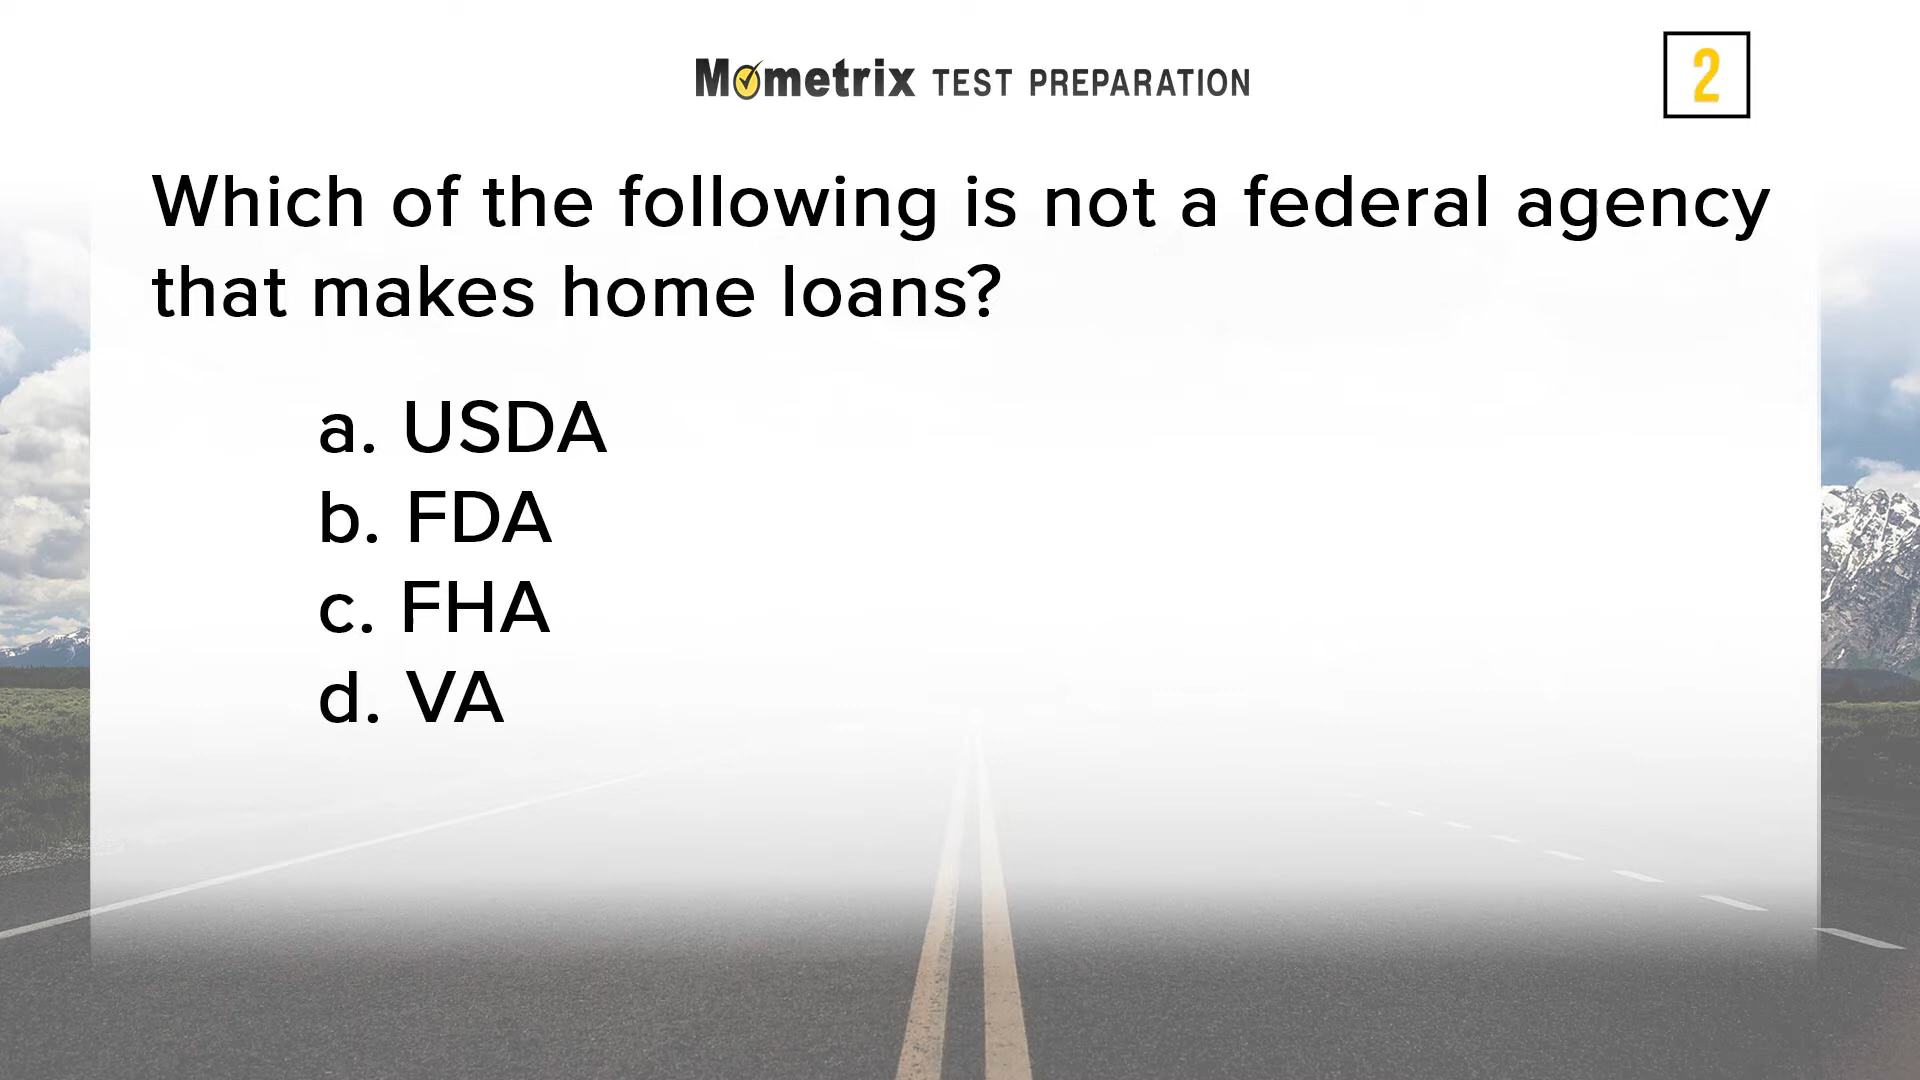 Mometrix TEST PREPARATION
2
Which of the following is not a federal agency
that makes home loans?
a. USDA
b. FDA
c. FHA
d. VA